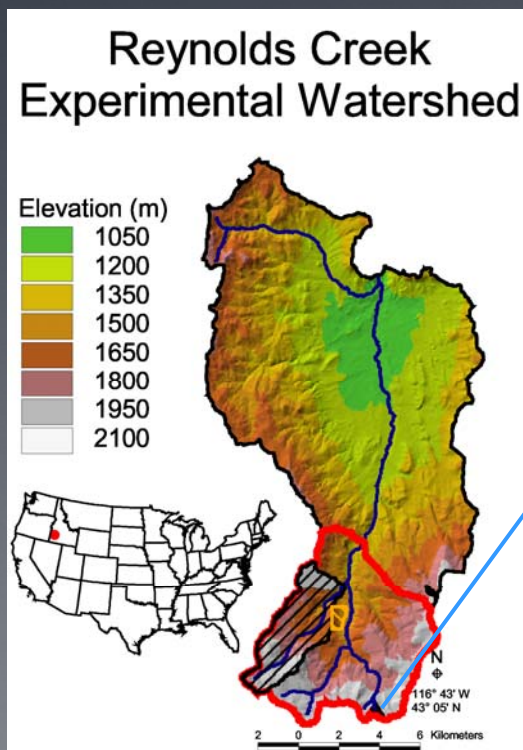 Reynolds Creek
Experimental Watershed
Elevation (m)
1050
1200
1350
1500
1650
1800
1950
2100
N
116° 43' W
43° 05' N
2 0 2 4 6 Kilometers